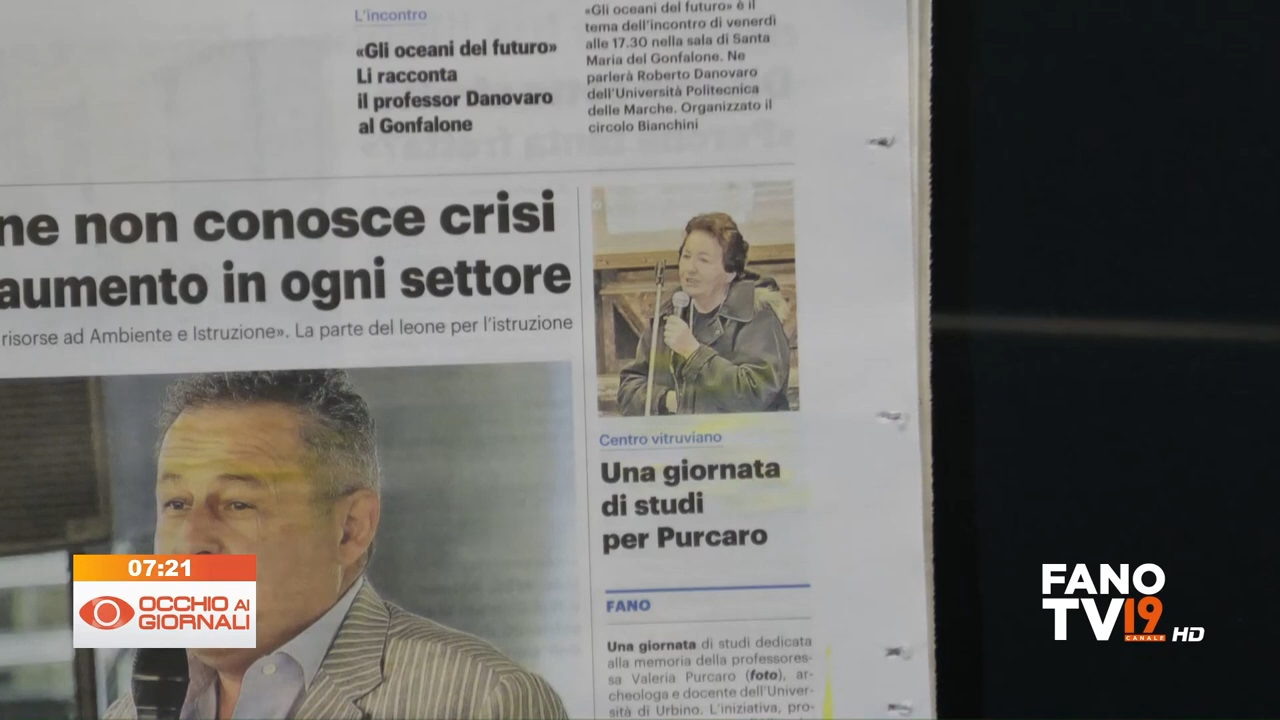 L'incontro
«Gli oceani del futuro»
Li racconta
il professor Danovaro
al Gonfalone
«Gli oceani del futuro» è il
tema dell'incontro di venerdì
alle 17.30 nella sala di Santa
Maria del Gonfalone. Ne
parlerà Roberto Danovaro
dell'Università Politecnica
delle Marche. Organizzato il
circolo Bianchini
ne non conosce crisi
aumento in ogni settore
risorse ad Ambiente e Istruzione». La parte del leone per l'istruzione
Centro vitruviano
Una giornata
di studi
per Purcaro
FANO
Una giornata di studi dedicata
alla memoria della professores-
sa Valeria Purcaro (foto), ar-
cheologa e docente dell'Univer-
sità di Urbino. L'iniziativa, pro-
07:21
OCCHIO AI
GIORNALI
FANO
TV19
CANALE
HD